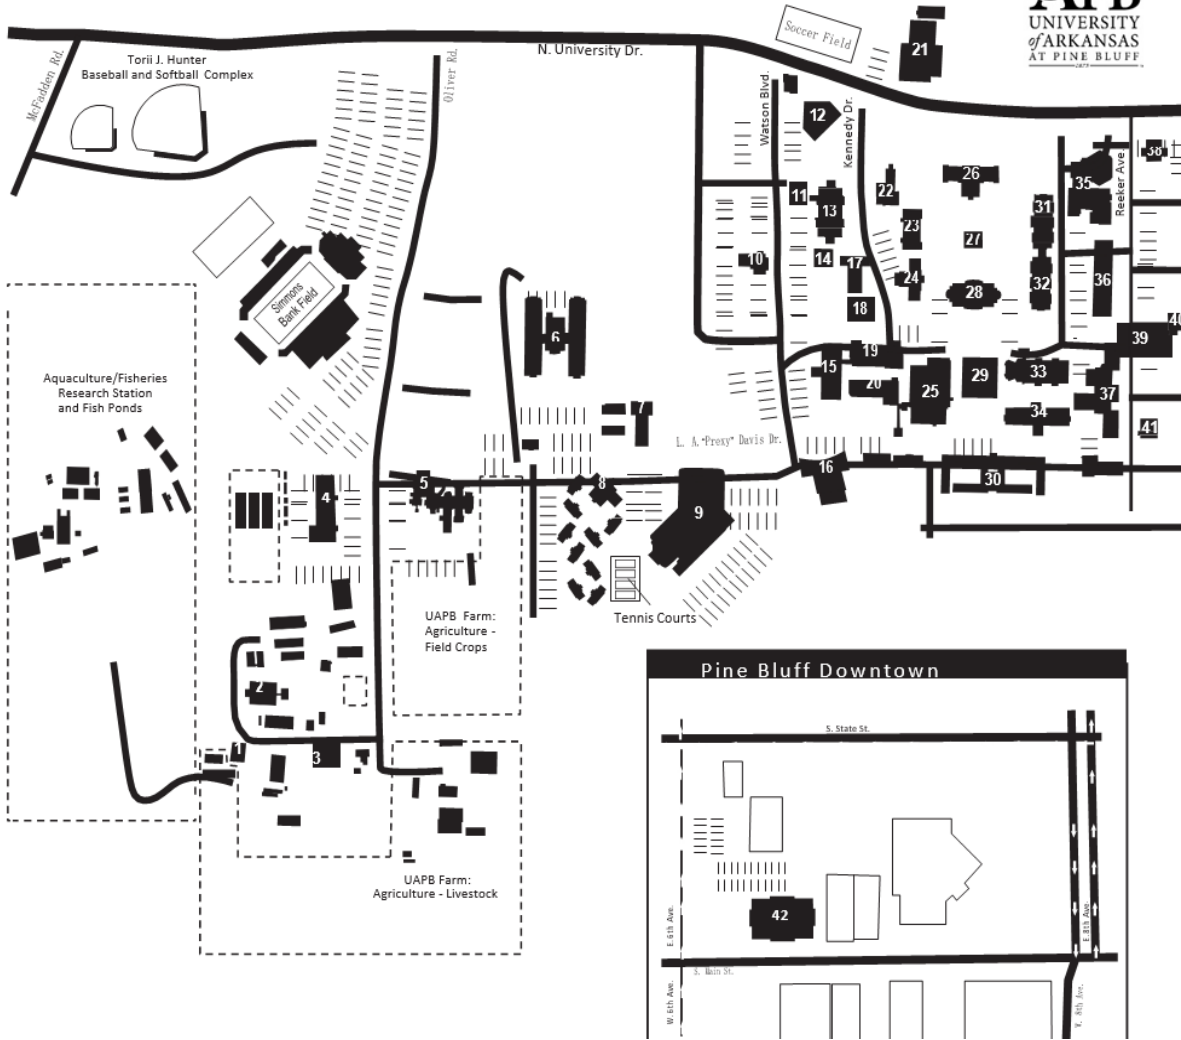 APB
UNIVERSITY
of ARKANSAS
AT PINE BLUFF
Soccer Field
21
N. University Dr.
McFadden Rd.
Torii J. Hunter
Baseball and Softball Complex
Oliver Rd.
Watson Blvd.
12
Kennedy Dr.
38
35
Reeker Ave.
26
22
11
13
31
23
27
10
14
17
24
32
36
28
18
40
39
Simmons
Bank Field
6
19
15
20
25
29
33
34
37
41
7
Aquaculture/Fisheries
Research Station
and Fish Ponds
L. A. "Prexy" Davis Dr.
16
30
4
5
8
9
Tennis Courts
UAPB Farm:
Agriculture -
Field Crops
2
1
3
UAPB Farm:
Agriculture - Livestock
Pine Bluff Downtown
S. State St.
42
E. 6th Ave.
E. 8th Ave.
S. Main St.
W. 6th Ave.
W. 8th Ave.